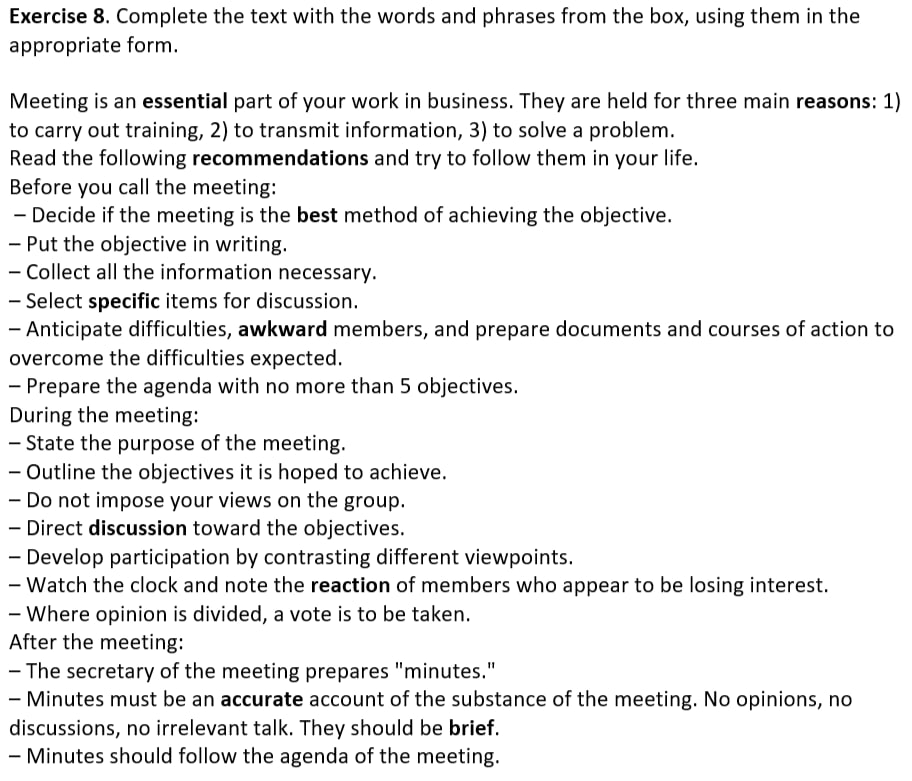 Exercise 8. Complete the text with the words and phrases from the box, using them in the
appropriate form.
Meeting is an essential part of your work in business. They are held for three main reasons: 1)
to carry out training, 2) to transmit information, 3) to solve a problem.
Read the following recommendations and try to follow them in your life.
Before you call the meeting:
– Decide if the meeting is the best method of achieving the objective.
– Put the objective in writing.
– Collect all the information necessary.
– Select specific items for discussion.
– Anticipate difficulties, awkward members, and prepare documents and courses of action to
overcome the difficulties expected.
– Prepare the agenda with no more than 5 objectives.
During the meeting:
– State the purpose of the meeting.
– Outline the objectives it is hoped to achieve.
– Do not impose your views on the group.
– Direct discussion toward the objectives.
– Develop participation by contrasting different viewpoints.
– Watch the clock and note the reaction of members who appear to be losing interest.
– Where opinion is divided, a vote is to be taken.
After the meeting:
– The secretary of the meeting prepares "minutes."
– Minutes must be an accurate account of the substance of the meeting. No opinions, no
discussions, no irrelevant talk. They should be brief.
– Minutes should follow the agenda of the meeting.